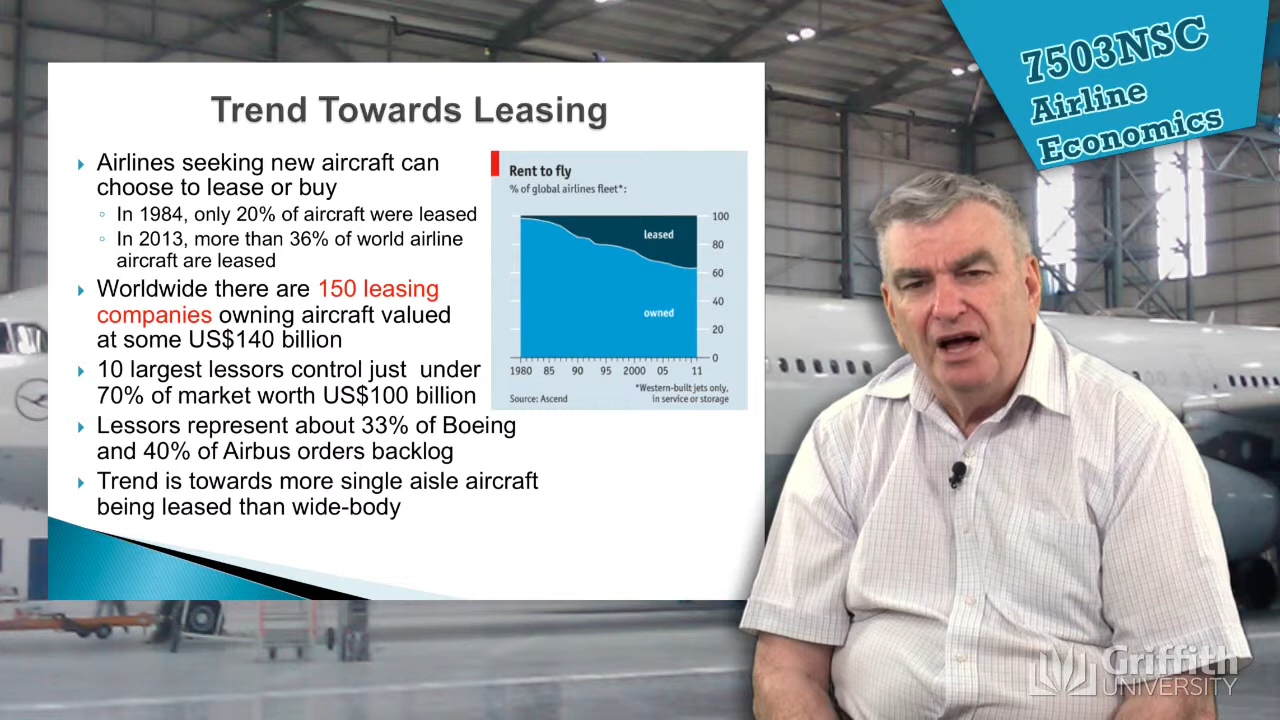 7503NSC
Airline
Economics
Trend Towards Leasing
Airlines seeking new aircraft can
choose to lease or buy
In 1984, only 20% of aircraft were leased
In 2013, more than 36% of world airline
aircraft are leased
Worldwide there are 150 leasing
companies owning aircraft valued
at some US$140 billion
10 largest lessors control just under
70% of market worth US$100 billion
Lessors represent about 33% of Boeing
and 40% of Airbus orders backlog
Trend is towards more single aisle aircraft
being leased than wide-body
Rent to fly
% of global airlines fleet*:
100
leased
80
60
40
owned
20
0
1980 85 90 95 2000 05 11
*Western-built jets only,
in service or storage
Source: Ascend
Griffith
UNIVERSITY